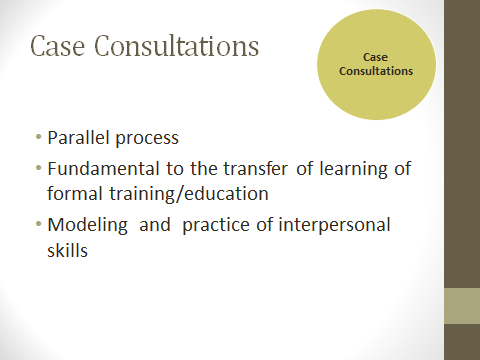 Case Consultations
Case
Consultations
• Parallel process
• Fundamental to the transfer of learning of
formal training/education
• Modeling and practice of interpersonal
skills